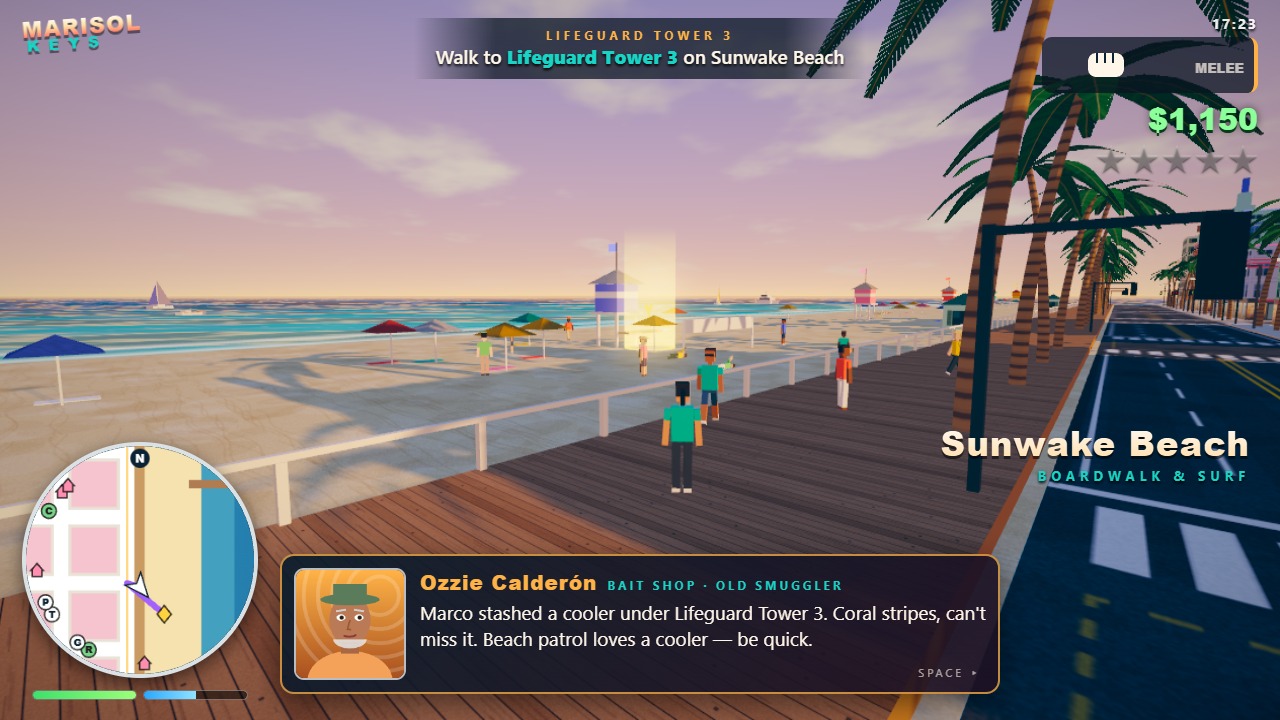 MARISOL
KEYS
LIFEGUARD TOWER 3
Walk to Lifeguard Tower 3 on Sunwake Beach
17:23
MELEE
$1,150
Sunwake Beach
BOARDWALK & SURF
N
C
P
T
G
R
Ozzie Calderón BAIT SHOP · OLD SMUGGLER
Marco stashed a cooler under Lifeguard Tower 3. Coral stripes, can't
miss it. Beach patrol loves a cooler — be quick.
SPACE ▸